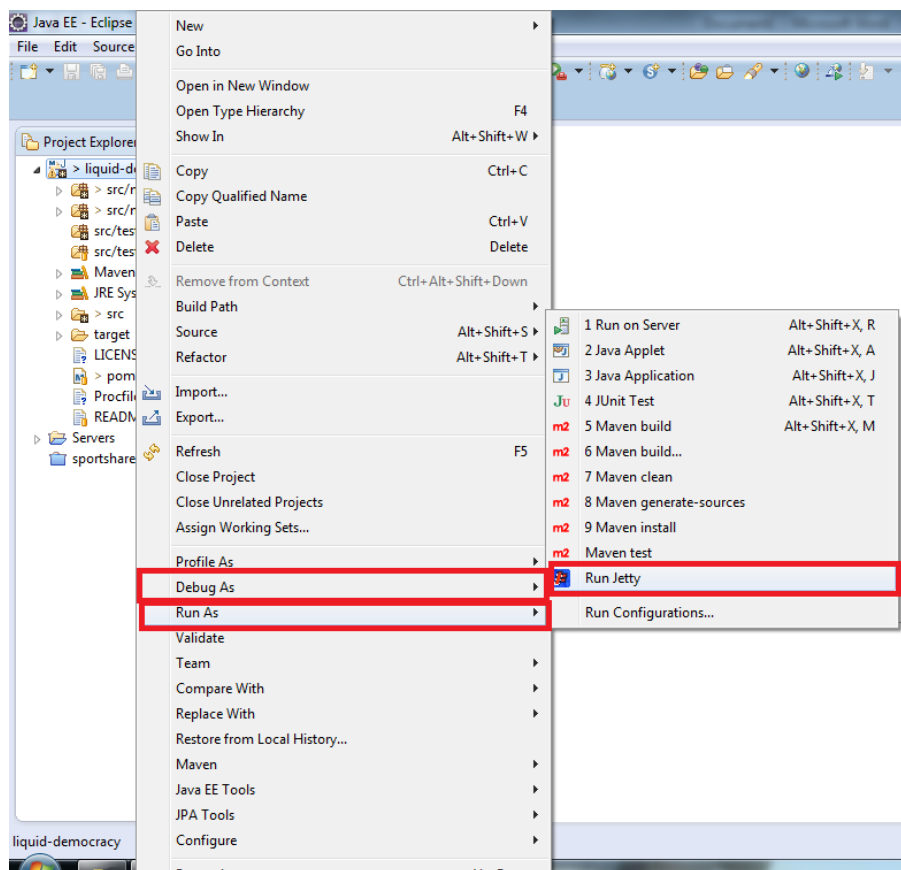 Java EE - Eclipse
File Edit Source
Project Explorer
> liquid-de
> src/m
> src/m
src/tes
src/tes
Maven
JRE Sys
> src
target
LICENS
> pom
Procfil
READM
Servers
sportshare
New
Go Into
Open in New Window
Open Type Hierarchy F4
Show In Alt+Shift+W
Copy Ctrl+C
Copy Qualified Name
Paste Ctrl+V
Delete Delete
Remove from Context Ctrl+Alt+Shift+Down
Build Path
Source Alt+Shift+S
Refactor Alt+Shift+T
Import...
Export...
Refresh F5
Close Project
Close Unrelated Projects
Assign Working Sets...
Profile As
Debug As
Run As
Validate
Team
Compare With
Replace With
Restore from Local History...
Maven
Java EE Tools
JPA Tools
Configure
1 Run on Server Alt+Shift+X, R
2 Java Applet Alt+Shift+X, A
3 Java Application Alt+Shift+X, J
Ju 4 JUnit Test Alt+Shift+X, T
m2 5 Maven build Alt+Shift+X, M
m2 6 Maven build...
m2 7 Maven clean
m2 8 Maven generate-sources
m2 9 Maven install
m2 Maven test
Run Jetty
Run Configurations...
liquid-democracy